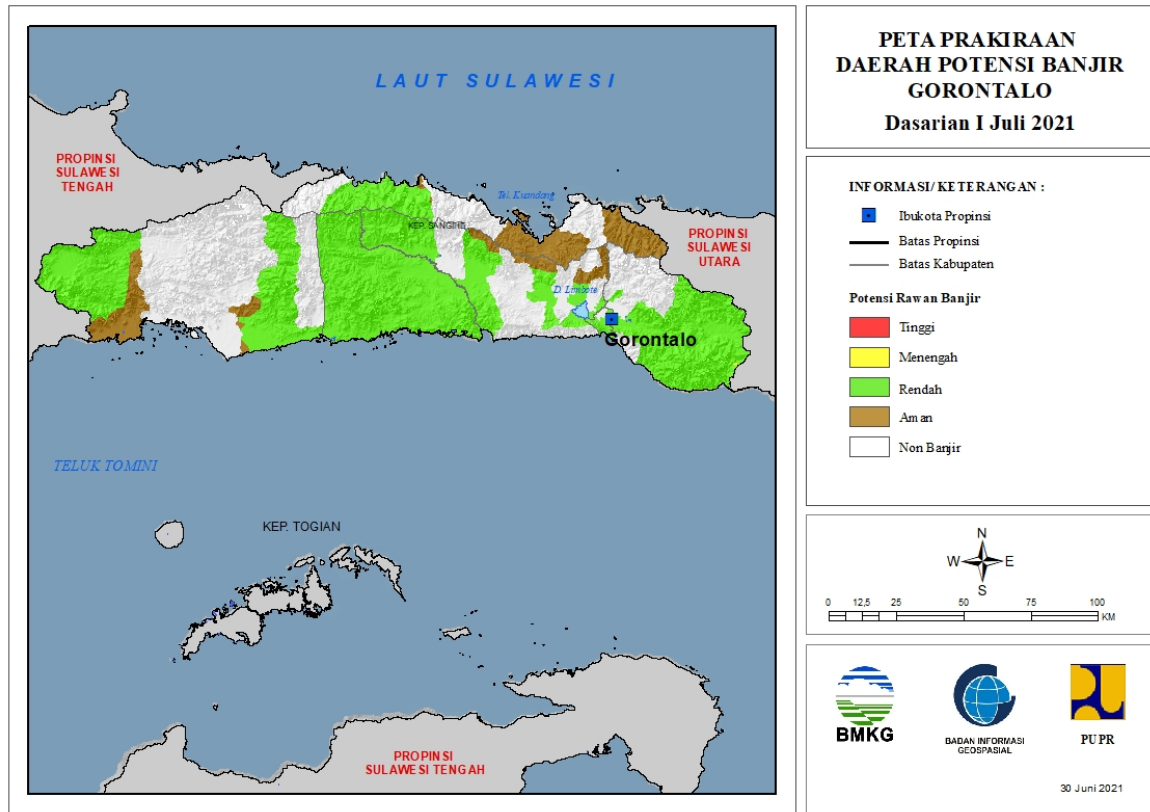 LAUT SULAWESI
PROPINSI
SULAWESI
TENGAH
Tel. Kuandang
KEP. SANGIHE
PROPINSI
SULAWESI
UTARA
D. Limboto
Gorontalo
TELUK TOMINI
KEP. TOGIAN
PROPINSI
SULAWESI TENGAH
PETA PRAKIRAAN
DAERAH POTENSI BANJIR
GORONTALO
Dasarian I Juli 2021
INFORMASI/ KETERANGAN :
Ibukota Propinsi
Batas Propinsi
Batas Kabupaten
Potensi Rawan Banjir
Tinggi
Menengah
Rendah
Aman
Non Banjir
N
W E
S
0 12,5 25 50 75 100
KM
BMKG
BADAN INFORMASI
GEOSPASIAL
PUPR
30 Juni 2021